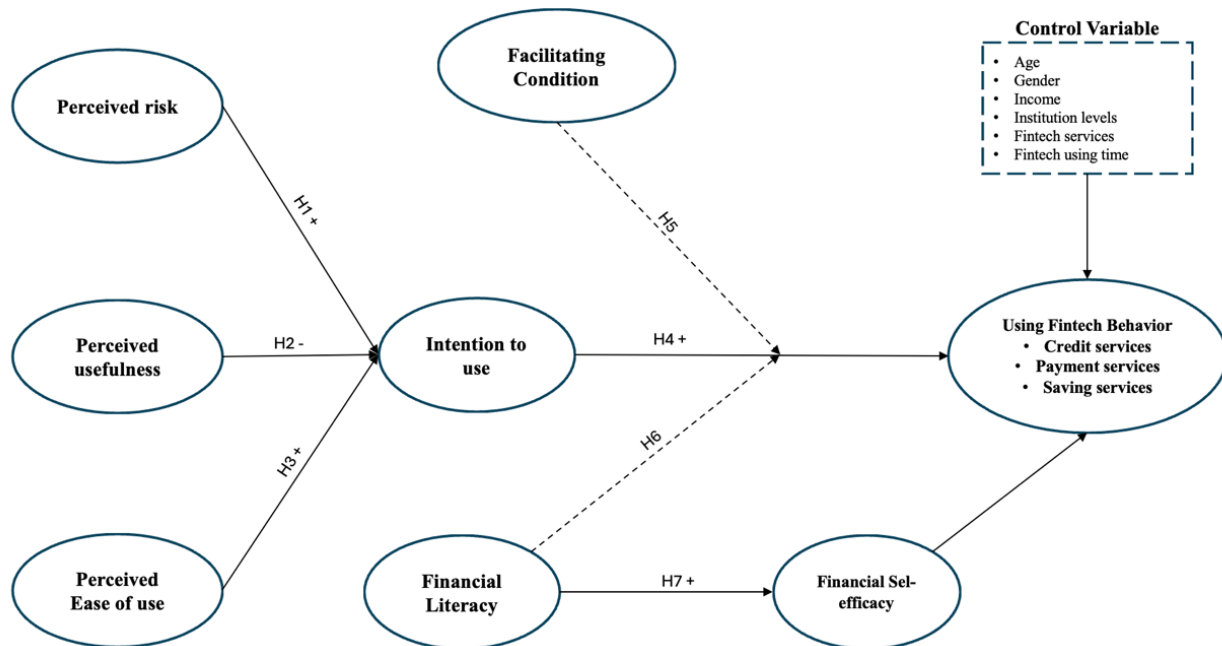 Control Variable
• Age
• Gender
• Income
• Institution levels
• Fintech services
• Fintech using time
Facilitating
Condition
Perceived risk
H1 +
H5
Perceived
usefulness
H2 -
Intention to
use
H4 +
Using Fintech Behavior
• Credit services
• Payment services
• Saving services
H3 +
H6
Perceived
Ease of use
Financial
Literacy
H7 +
Financial Sel-
efficacy